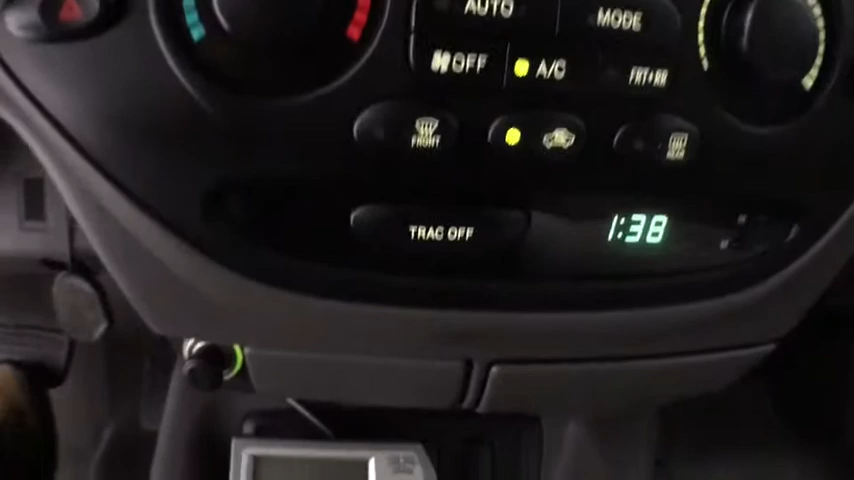 AUTO
MODE
OFF
A/C
FRT+RR
FRONT
REAR
TRAC OFF
1:38
H
M